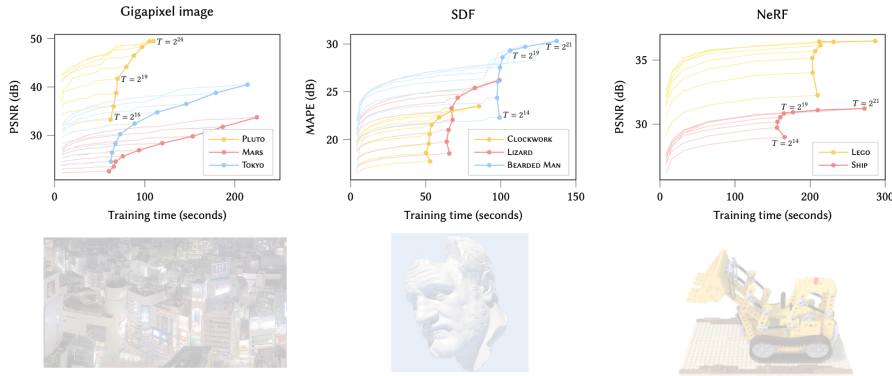 Gigapixel image
50
40
30
PSNR (dB)
T = 2^24
T = 2^19
T = 2^16
Pluto
Mars
Tokyo
0 100 200
Training time (seconds)
SDF
30
25
20
MAPE (dB)
T = 2^21
T = 2^19
T = 2^14
Clockwork
Lizard
Bearded Man
0 50 100 150
Training time (seconds)
NeRF
35
30
PSNR (dB)
T = 2^19
T = 2^21
T = 2^14
Lego
Ship
0 100 200 300
Training time (seconds)